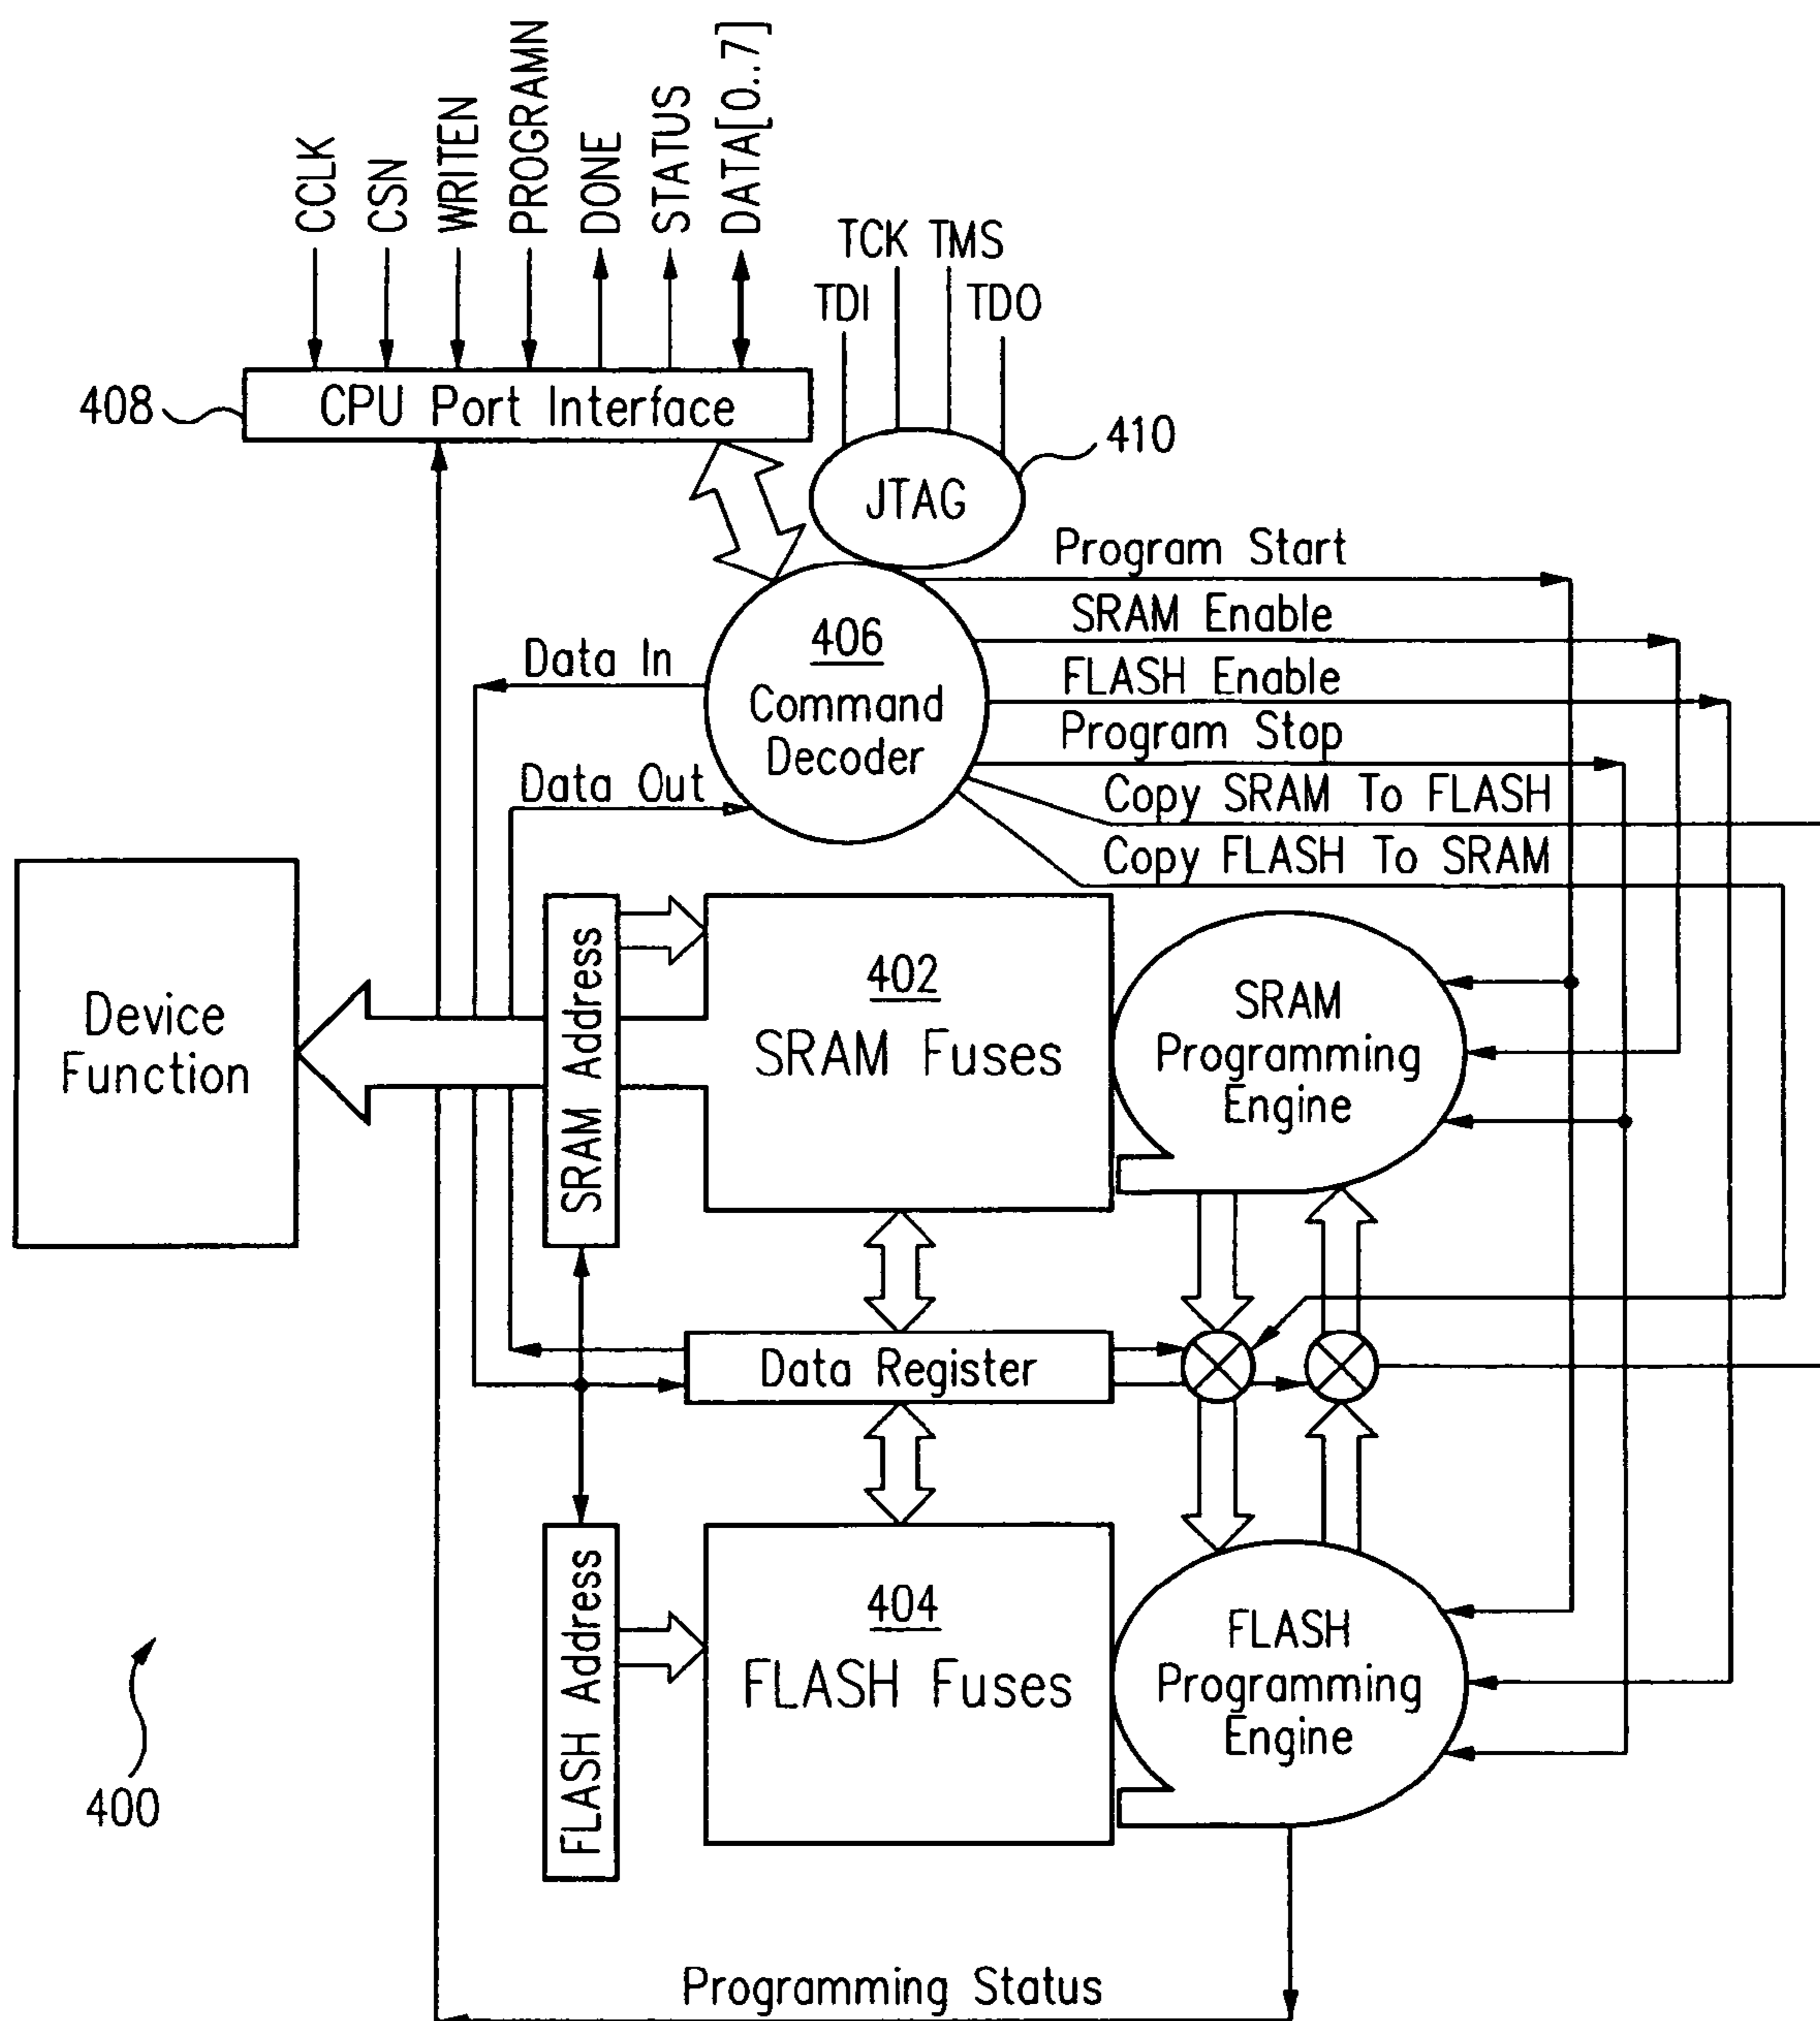 CCLK
CSN
WRITEN
PROGRAMN
DONE
STATUS
DATA[0..7]
TCK TMS
TDI
TDO
408
CPU Port Interface
410
JTAG
Program Start
SRAM Enable
406
Command
Decoder
Data In
FLASH Enable
Program Stop
Data Out
Copy SRAM To FLASH
Copy FLASH To SRAM
Device
Function
SRAM Address
402
SRAM Fuses
SRAM
Programming
Engine
Data Register
FLASH Address
404
FLASH Fuses
FLASH
Programming
Engine
400
Programming Status